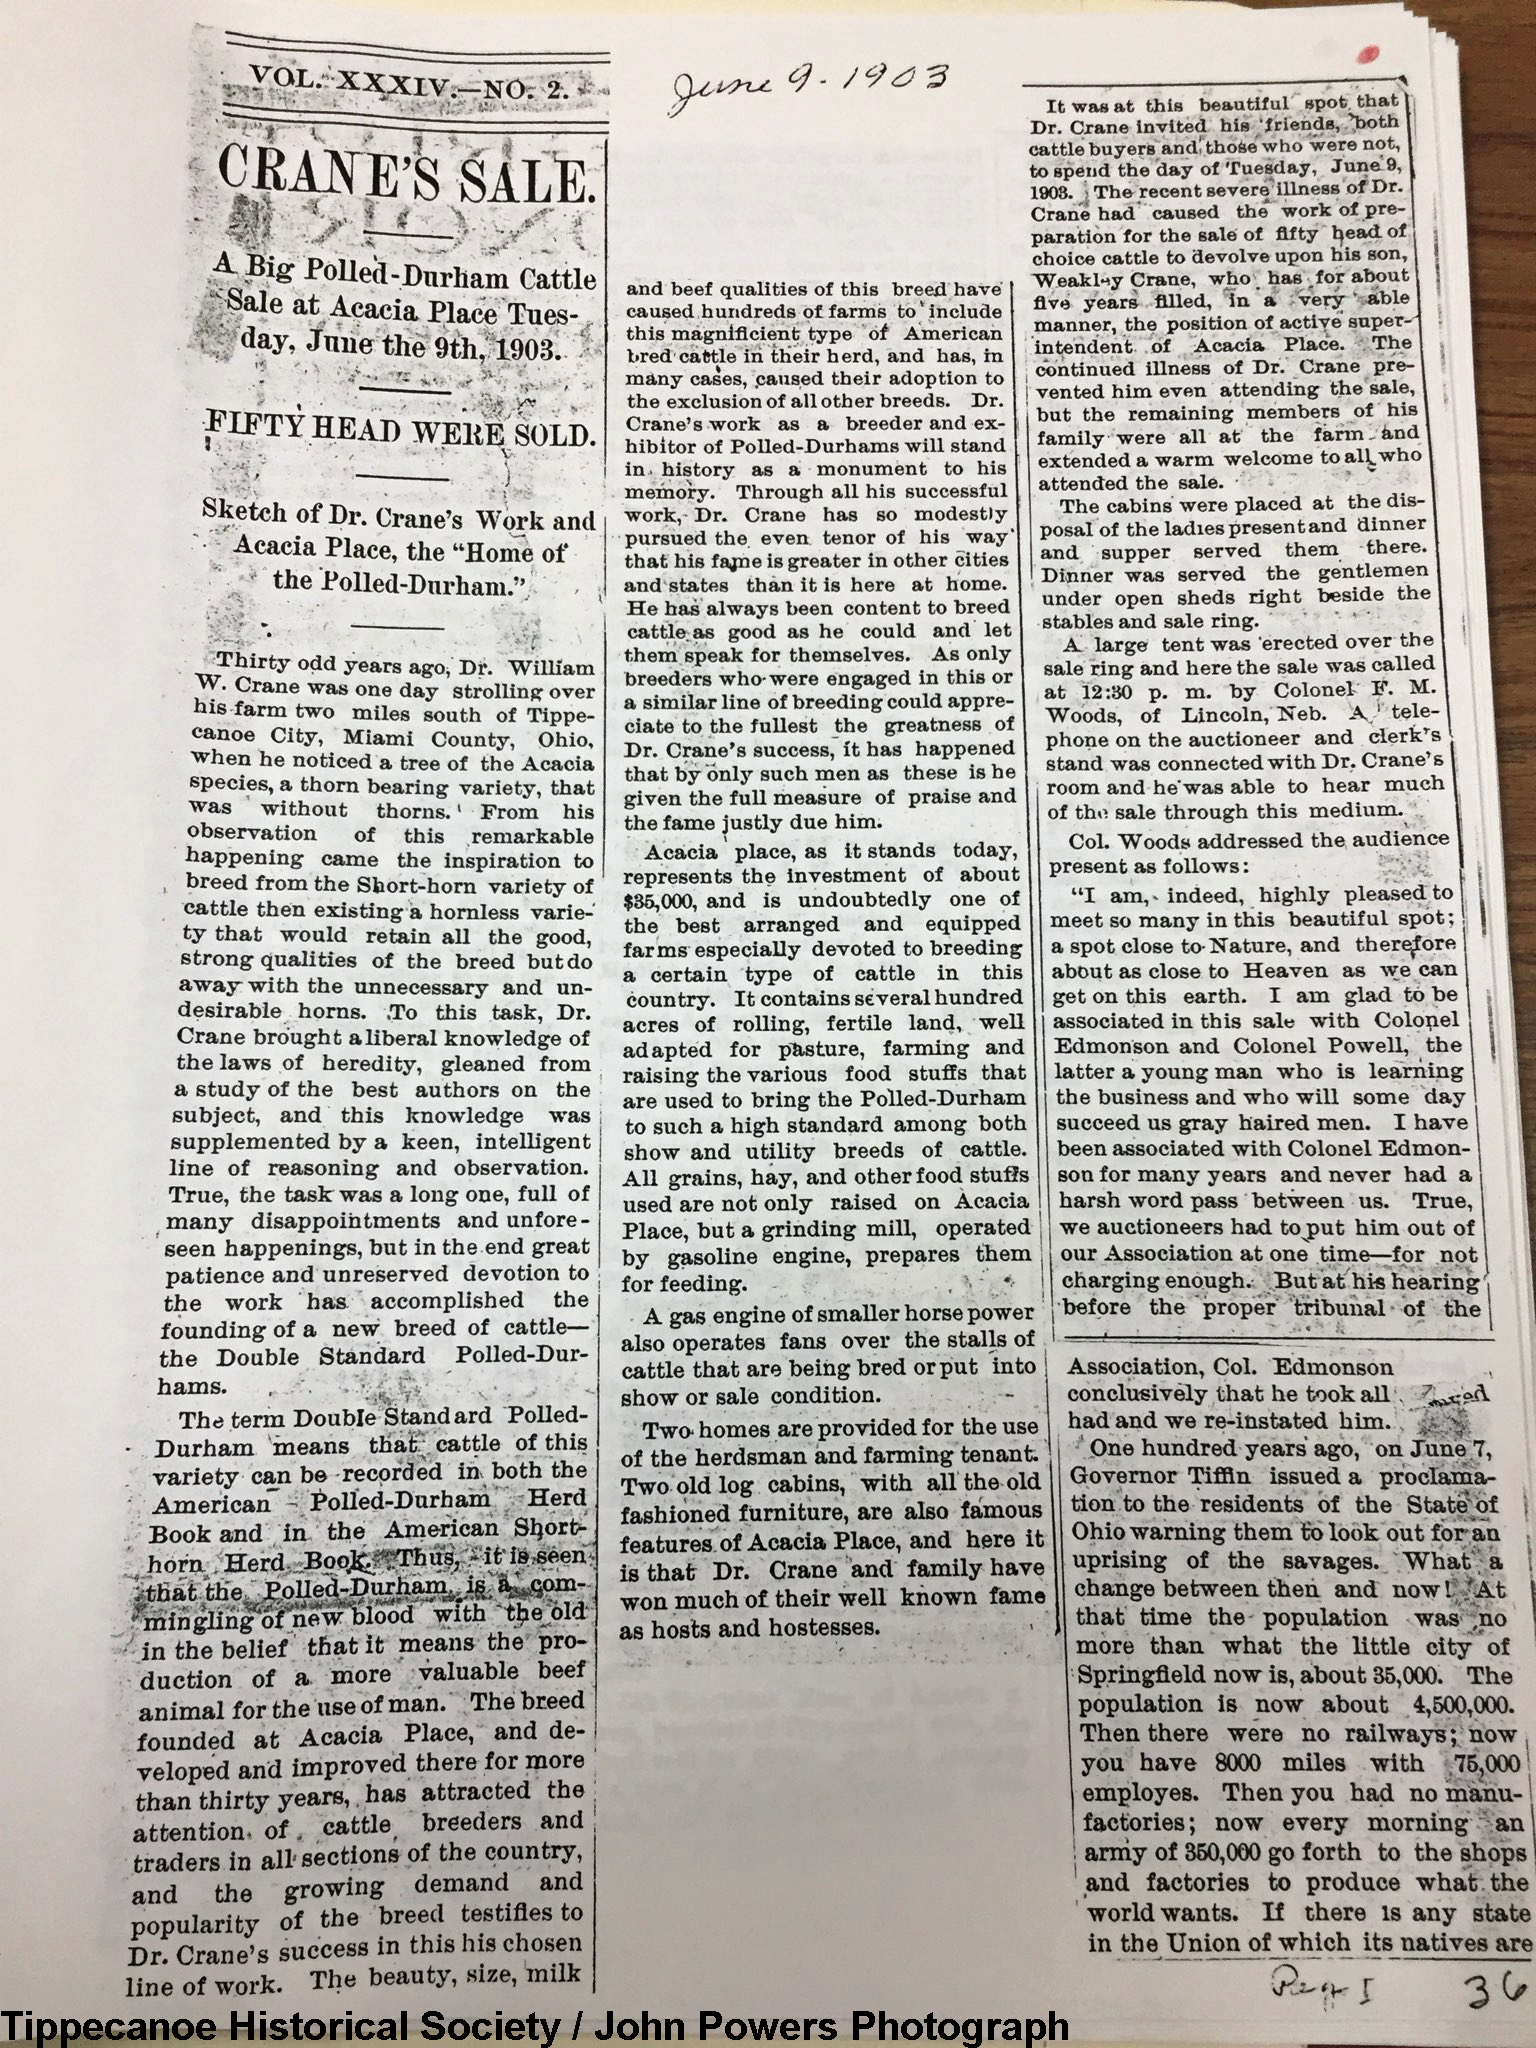 VOL. XXXIV.—NO. 2.
June 9. 1903
CRANE'S SALE.
A Big Polled-Durham Cattle
Sale at Acacia Place Tues-
day, June the 9th, 1903.
FIFTY HEAD WERE SOLD.
Sketch of Dr. Crane's Work and
Acacia Place, the "Home of
the Polled-Durham."
Thirty odd years ago, Dr. William
W. Crane was one day strolling over
his farm two miles south of Tippe-
canoe City, Miami County, Ohio,
when he noticed a tree of the Acacia
species, a thorn bearing variety, that
was without thorns. From his
observation of this remarkable
happening came the inspiration to
breed from the Short-horn variety of
cattle then existing a hornless varie-
ty that would retain all the good,
strong qualities of the breed but do
away with the unnecessary and un-
desirable horns. To this task, Dr.
Crane brought a liberal knowledge of
the laws of heredity, gleaned from
a study of the best authors on the
subject, and this knowledge was
supplemented by a keen, intelligent
line of reasoning and observation.
True, the task was a long one, full of
many disappointments and unfore-
seen happenings, but in the end great
patience and unreserved devotion to
the work has accomplished the
founding of a new breed of cattle—
the Double Standard Polled-Dur-
hams.
The term Double Standard Polled-
Durham means that cattle of this
variety can be recorded in both the
American Polled-Durham Herd
Book and in the American Short-
horn Herd Book. Thus, it is seen
that the Polled-Durham is a com-
mingling of new blood with the old
in the belief that it means the pro-
duction of a more valuable beef
animal for the use of man. The breed
founded at Acacia Place, and de-
veloped and improved there for more
than thirty years, has attracted the
attention of cattle breeders and
traders in all sections of the country,
and the growing demand and
popularity of the breed testifies to
Dr. Crane's success in this his chosen
line of work. The beauty, size, milk
and beef qualities of this breed have
caused hundreds of farms to include
this magnificient type of American
bred cattle in their herd, and has, in
many cases, caused their adoption to
the exclusion of all other breeds. Dr.
Crane's work as a breeder and ex-
hibitor of Polled-Durhams will stand
in history as a monument to his
memory. Through all his successful
work, Dr. Crane has so modestly
pursued the even tenor of his way
that his fame is greater in other cities
and states than it is here at home.
He has always been content to breed
cattle as good as he could and let
them speak for themselves. As only
breeders who were engaged in this or
a similar line of breeding could appre-
ciate to the fullest the greatness of
Dr. Crane's success, it has happened
that by only such men as these is he
given the full measure of praise and
the fame justly due him.
Acacia place, as it stands today,
represents the investment of about
$35,000, and is undoubtedly one of
the best arranged and equipped
farms especially devoted to breeding
a certain type of cattle in this
country. It contains several hundred
acres of rolling, fertile land, well
adapted for pasture, farming and
raising the various food stuffs that
are used to bring the Polled-Durham
to such a high standard among both
show and utility breeds of cattle.
All grains, hay, and other food stuffs
used are not only raised on Acacia
Place, but a grinding mill, operated
by gasoline engine, prepares them
for feeding.
A gas engine of smaller horse power
also operates fans over the stalls of
cattle that are being bred or put into
show or sale condition.
Two homes are provided for the use
of the herdsman and farming tenant.
Two old log cabins, with all the old
fashioned furniture, are also famous
features of Acacia Place, and here it
is that Dr. Crane and family have
won much of their well known fame
as hosts and hostesses.
It was at this beautiful spot that
Dr. Crane invited his friends, both
cattle buyers and those who were not,
to spend the day of Tuesday, June 9,
1903. The recent severe illness of Dr.
Crane had caused the work of pre-
paration for the sale of fifty head of
choice cattle to devolve upon his son,
Weakley Crane, who has for about
five years filled, in a very able
manner, the position of active super-
intendent of Acacia Place. The
continued illness of Dr. Crane pre-
vented him even attending the sale,
but the remaining members of his
family were all at the farm and
extended a warm welcome to all who
attended the sale.
The cabins were placed at the dis-
posal of the ladies present and dinner
and supper served them there.
Dinner was served the gentlemen
under open sheds right beside the
stables and sale ring.
A large tent was erected over the
sale ring and here the sale was called
at 12:30 p. m. by Colonel F. M.
Woods, of Lincoln, Neb. A tele-
phone on the auctioneer and clerk's
stand was connected with Dr. Crane's
room and he was able to hear much
of the sale through this medium.
Col. Woods addressed the audience
present as follows:
"I am, indeed, highly pleased to
meet so many in this beautiful spot;
a spot close to Nature, and therefore
about as close to Heaven as we can
get on this earth. I am glad to be
associated in this sale with Colonel
Edmonson and Colonel Powell, the
latter a young man who is learning
the business and who will some day
succeed us gray haired men. I have
been associated with Colonel Edmon-
son for many years and never had a
harsh word pass between us. True,
we auctioneers had to put him out of
our Association at one time—for not
charging enough. But at his hearing
before the proper tribunal of the
Association, Col. Edmonson
conclusively that he took all
had and we re-instated him.
One hundred years ago, on June 7,
Governor Tiffin issued a proclama-
tion to the residents of the State of
Ohio warning them to look out for an
uprising of the savages. What a
change between then and now! At
that time the population was no
more than what the little city of
Springfield now is, about 35,000. The
population is now about 4,500,000.
Then there were no railways; now
you have 8000 miles with 75,000
employes. Then you had no manu-
factories; now every morning an
army of 350,000 go forth to the shops
and factories to produce what the
world wants. If there is any state
in the Union of which its natives are
36
Tippecanoe Historical Society / John Powers Photograph